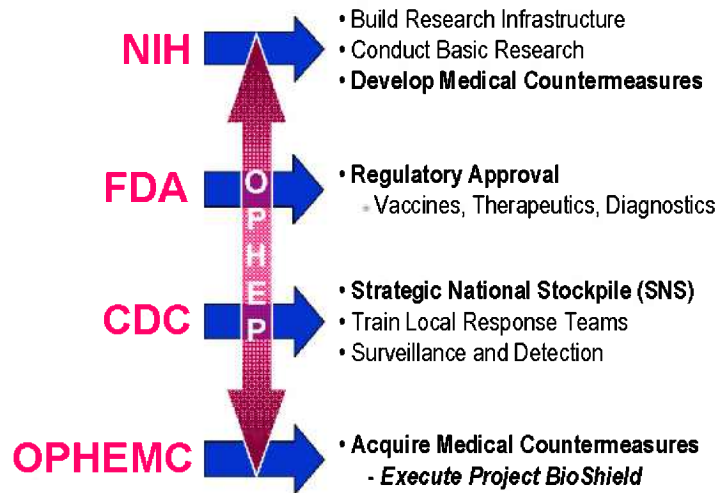 NIH
• Build Research Infrastructure
• Conduct Basic Research
• Develop Medical Countermeasures
FDA
• Regulatory Approval
- Vaccines, Therapeutics, Diagnostics
OPHEP
CDC
• Strategic National Stockpile (SNS)
• Train Local Response Teams
• Surveillance and Detection
OPHEMC
• Acquire Medical Countermeasures
- Execute Project BioShield